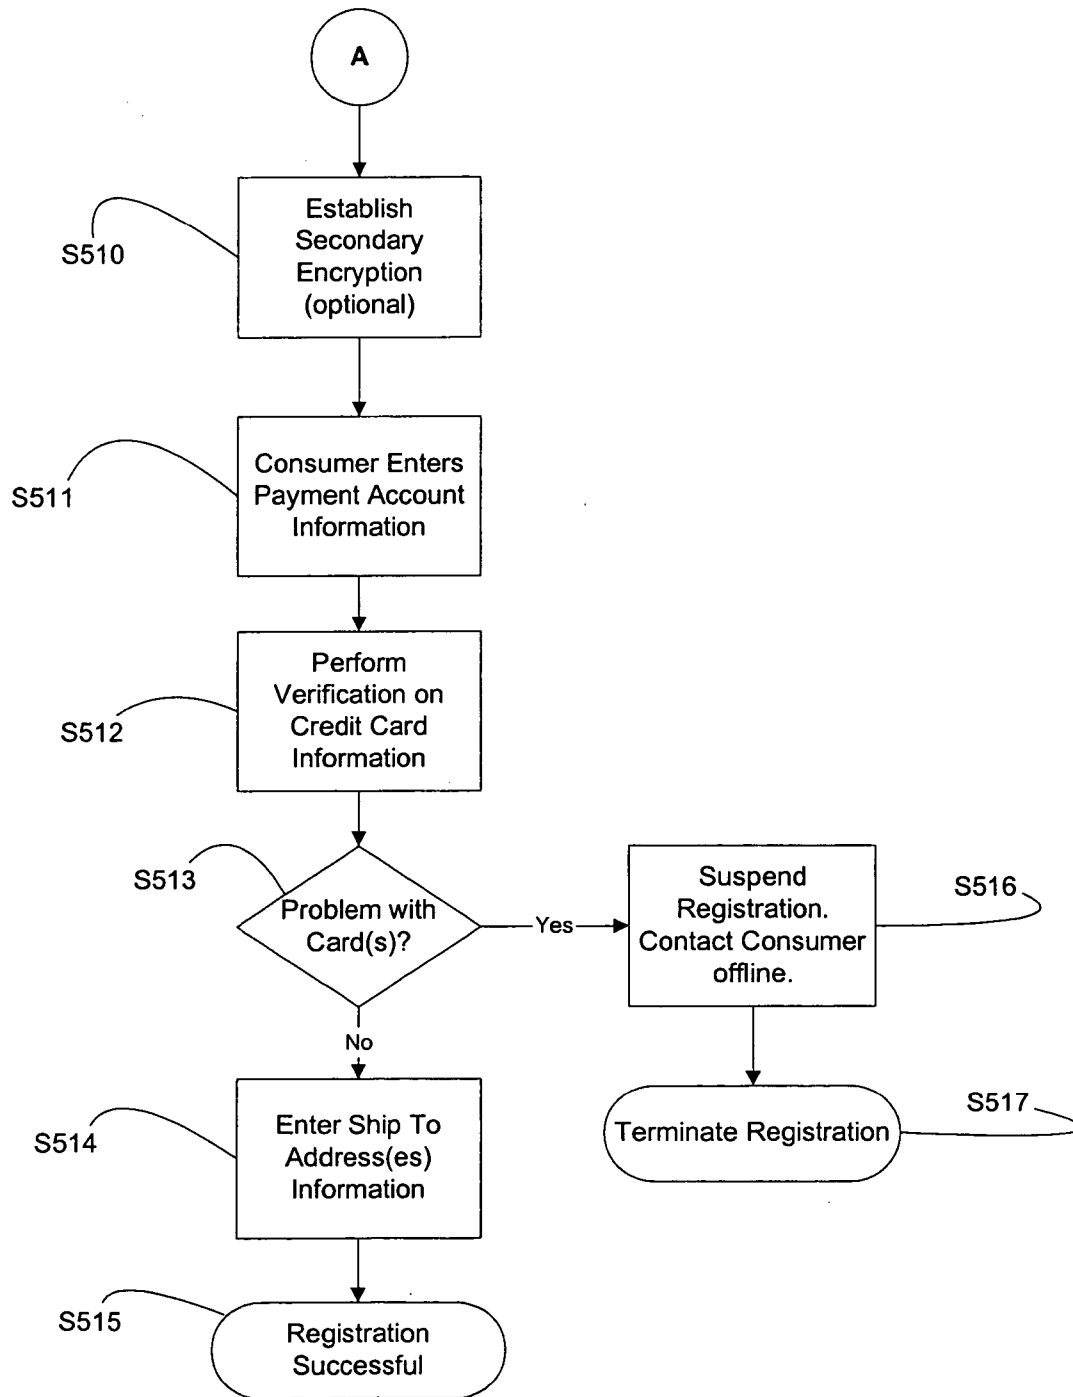 A
Establish
Secondary
Encryption
(optional)
S510
Consumer Enters
Payment Account
Information
S511
Perform
Verification on
Credit Card
Information
S512
S513
Problem with
Card(s)?
Yes
Suspend
Registration.
Contact Consumer
offline.
S516
No
Enter Ship To
Address(es)
Information
S514
Terminate Registration
S517
Registration
Successful
S515